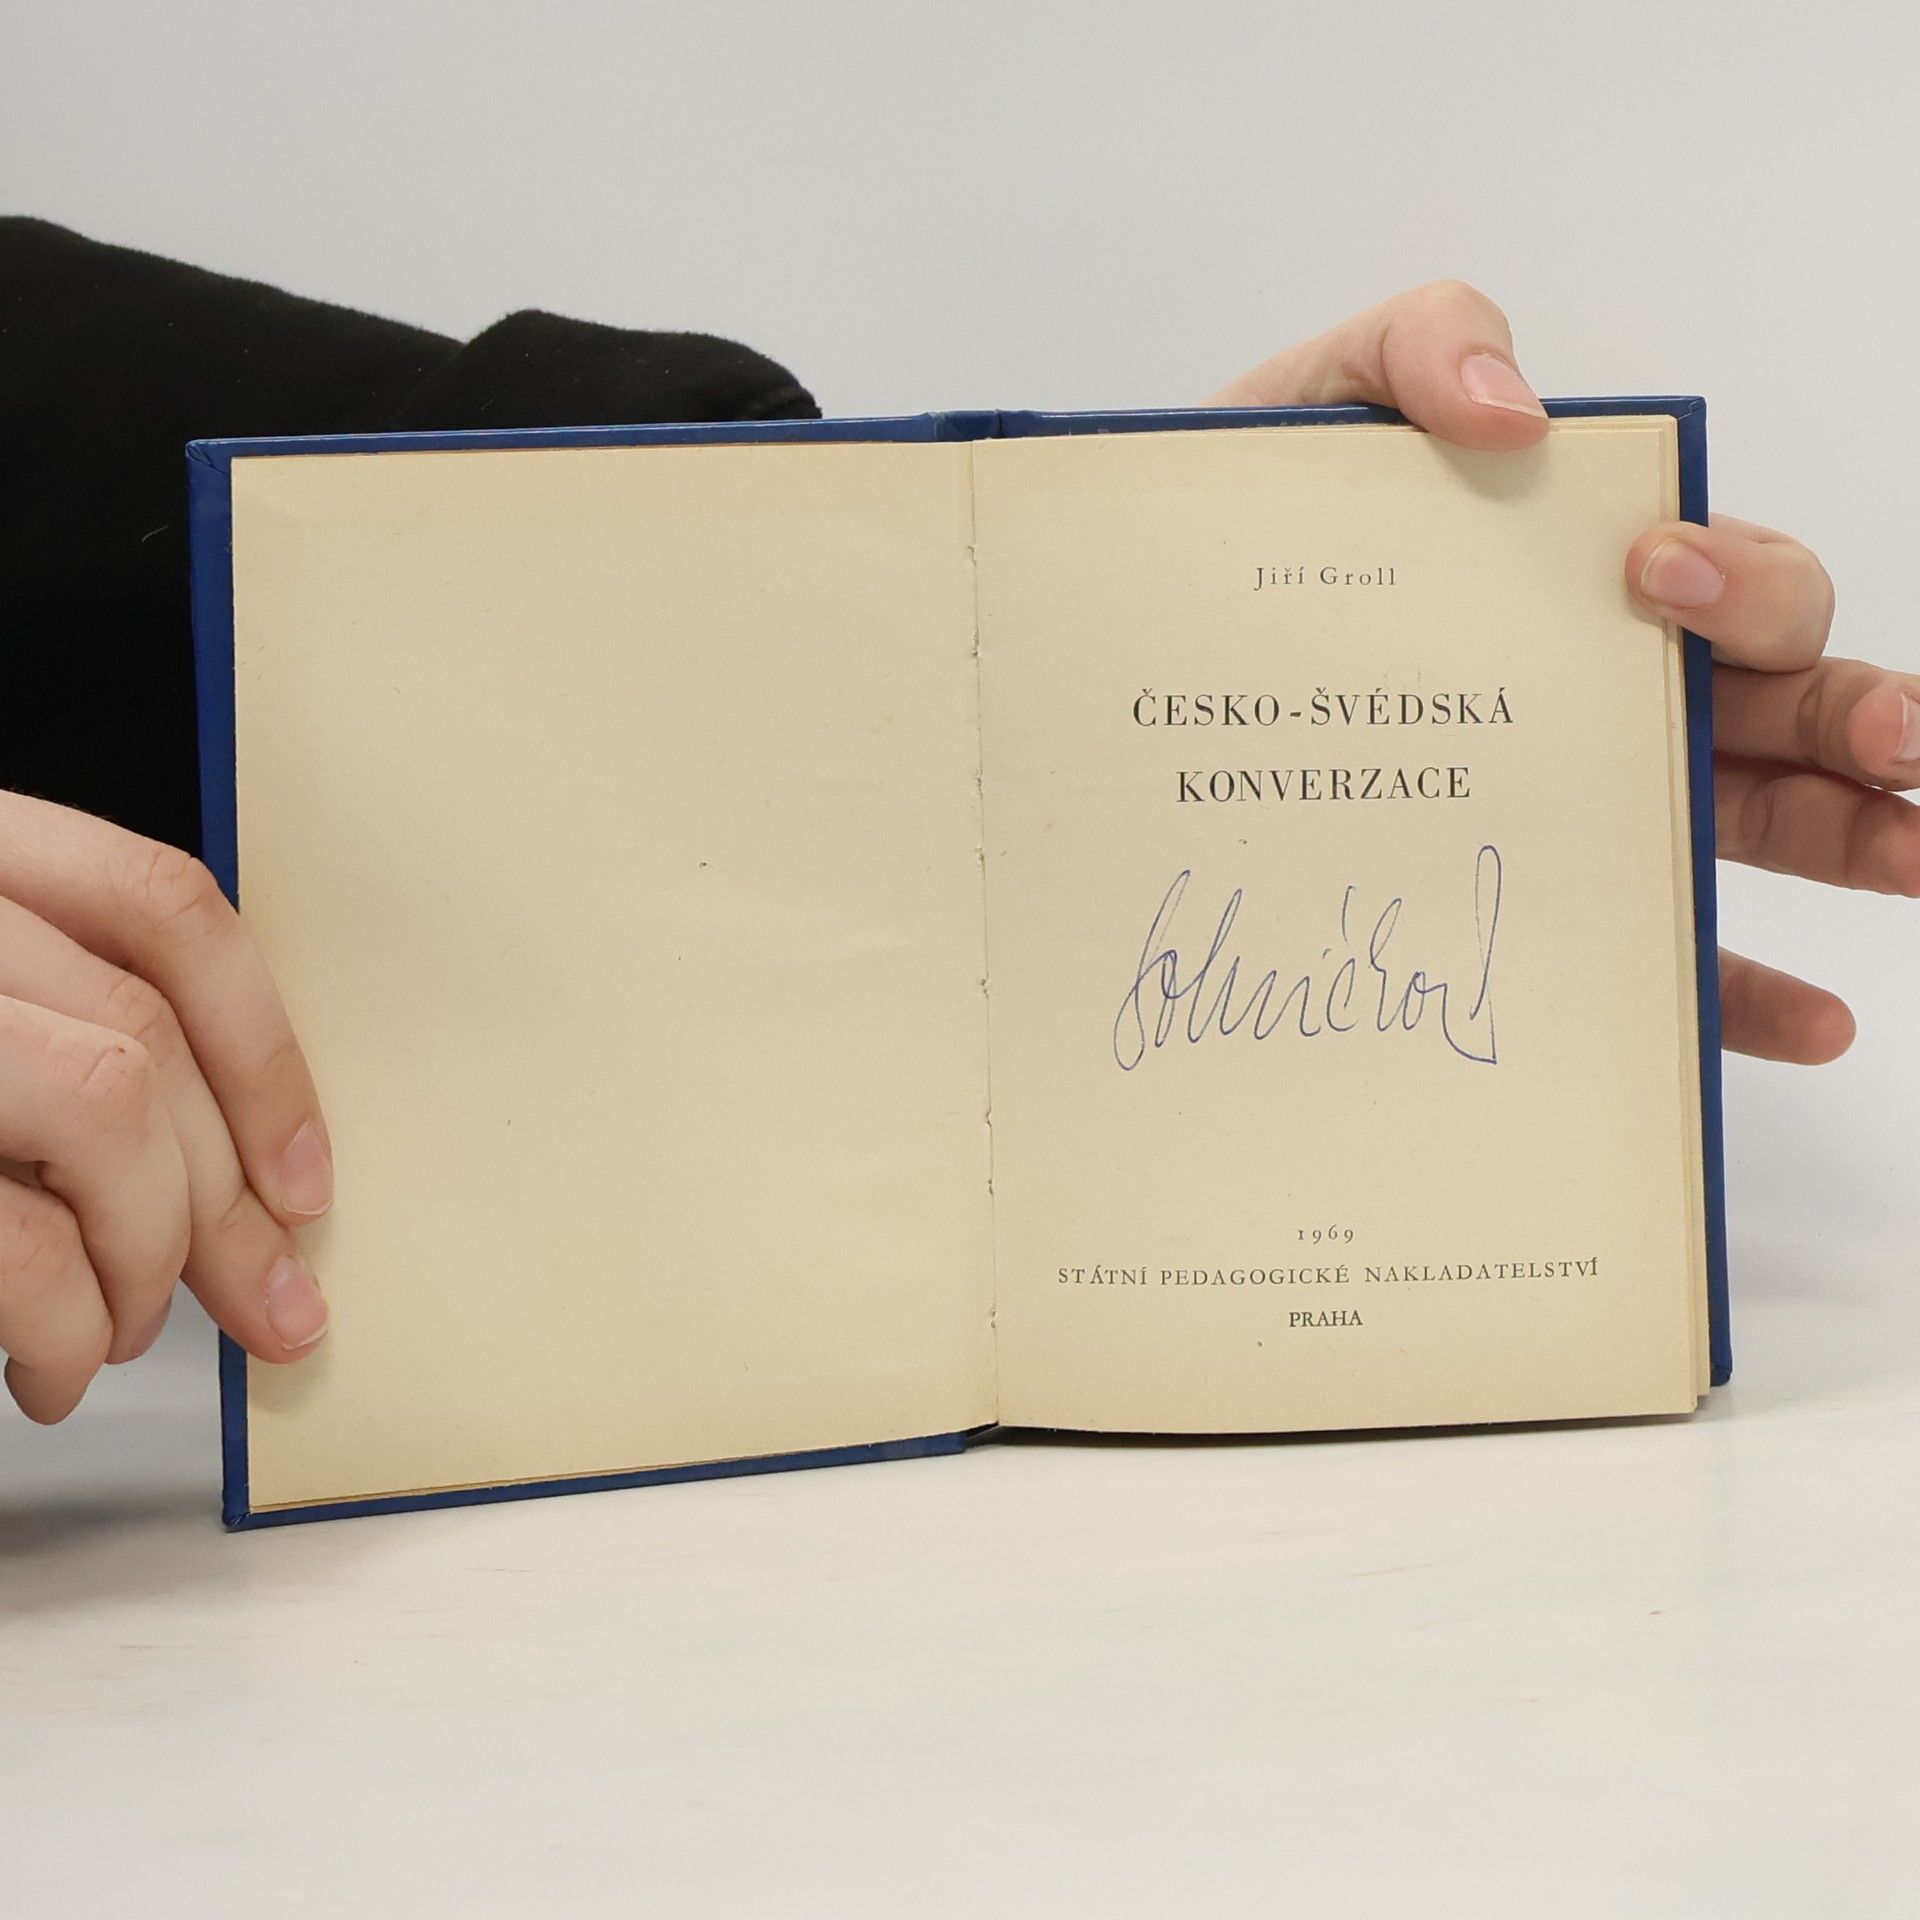 Jiří Groll
ČESKO-ŠVÉDSKÁ
KONVERZACE
1969
STÁTNÍ PEDAGOGICKÉ NAKLADATELSTVÍ
PRAHA